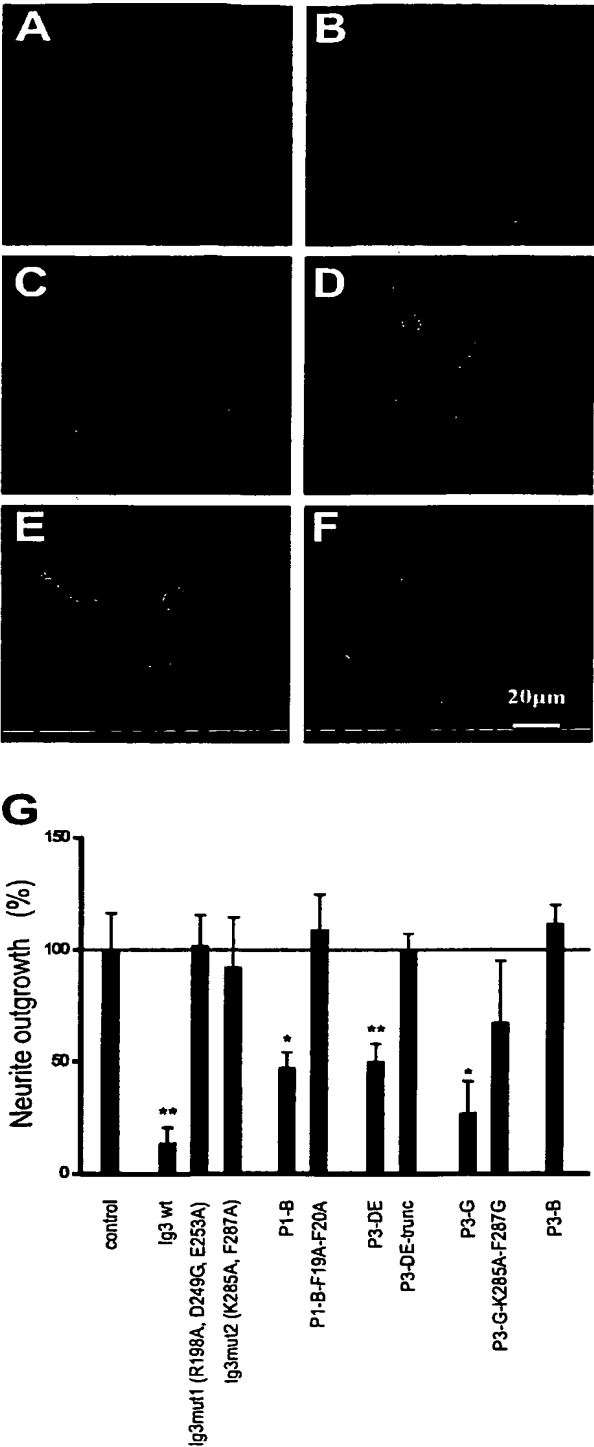 A
B
C
D
E
F
20µm
G
150
100
50
0
Neurite outgrowth (%)
**
*
**
*
control
Ig3 wt
Ig3mut1 (R198A, D249G, E253A)
Ig3mut2 (K285A, F287A)
P1-B
P1-B-F19A-F20A
P3-DE
P3-DE-trunc
P3-G
P3-G-K285A-F287G
P3-B